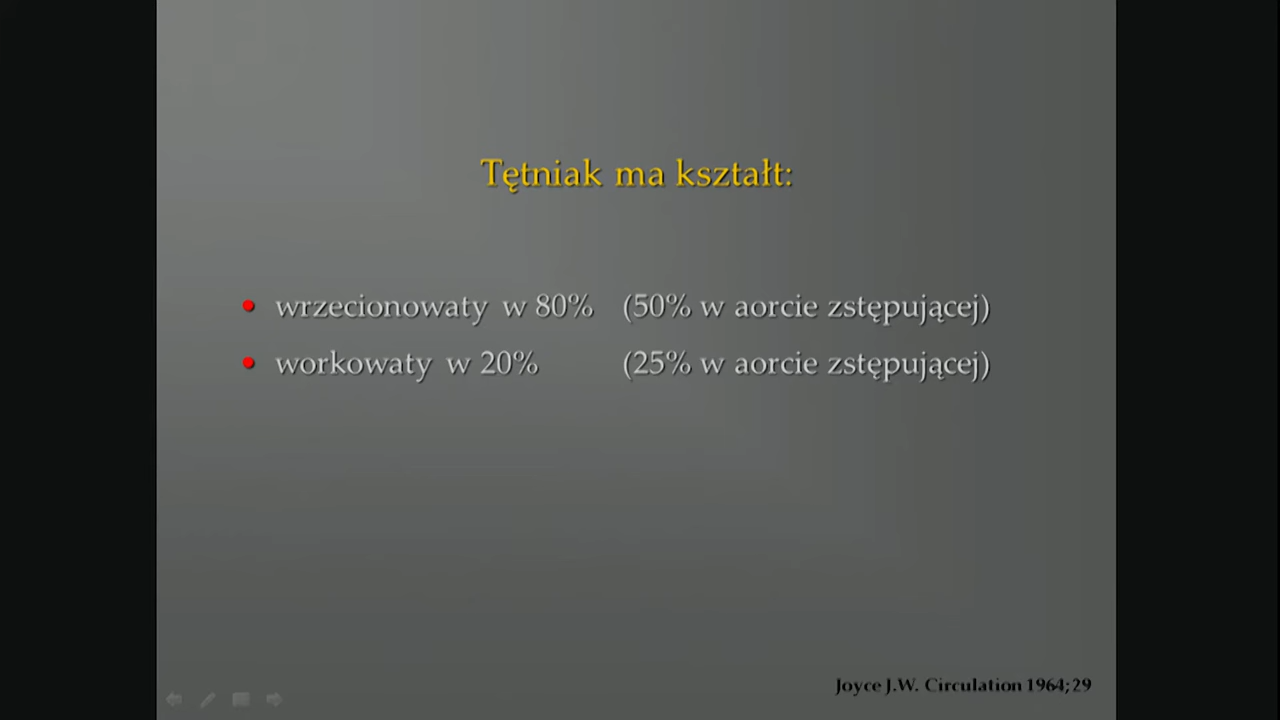 Tętniak ma kształt:
• wrzecionowaty w 80% (50% w aorcie zstępującej)
• workowaty w 20% (25% w aorcie zstępującej)
Joyce J.W. Circulation 1964;29